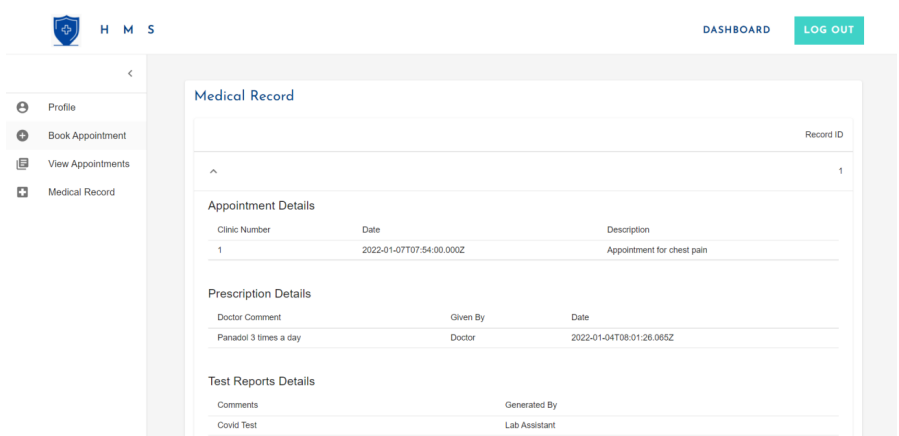 H M S
DASHBOARD
LOG OUT
Profile
Book Appointment
View Appointments
Medical Record
Medical Record
Record ID
1
Appointment Details
Clinic Number Date Description
1 2022-01-07T07:54:00.000Z Appointment for chest pain
Prescription Details
Doctor Comment Given By Date
Panadol 3 times a day Doctor 2022-01-04T08:01:26.065Z
Test Reports Details
Comments Generated By
Covid Test Lab Assistant